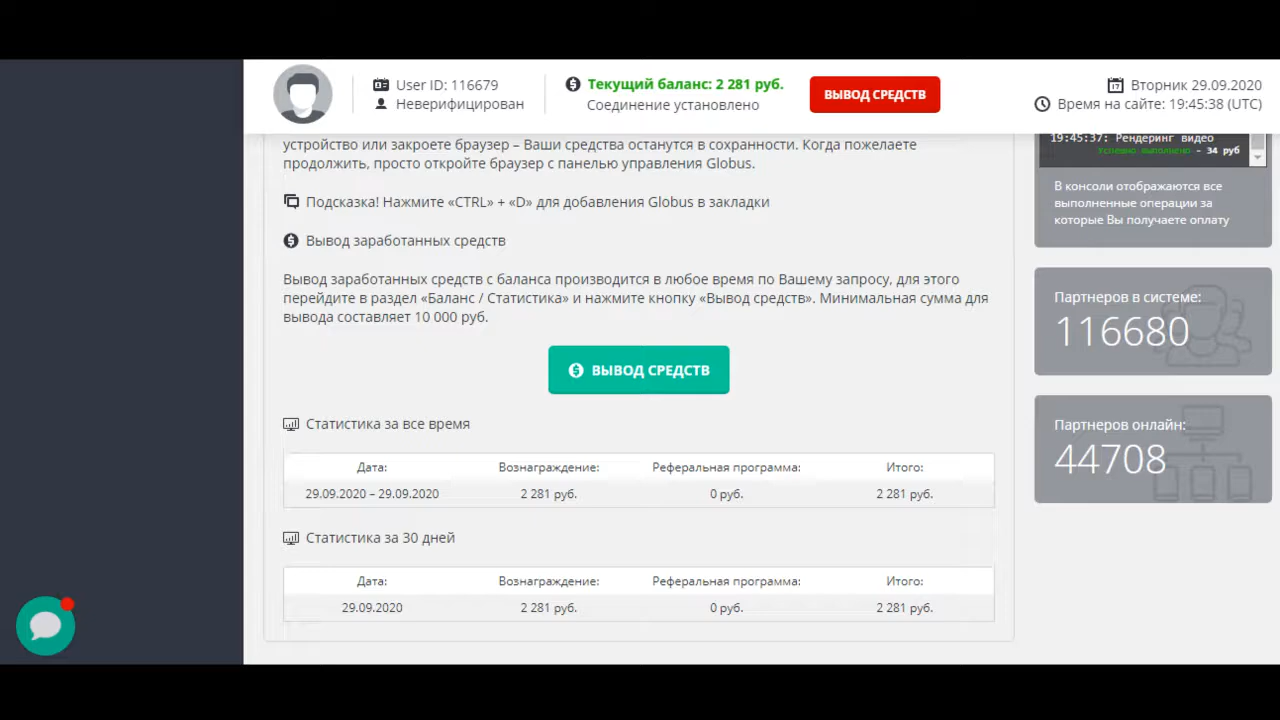 User ID: 116679
Неверифицирован
Текущий баланс: 2 281 руб.
Соединение установлено
ВЫВОД СРЕДСТВ
Вторник 29.09.2020
Время на сайте: 19:45:38 (UTC)
устройство или закроете браузер – Ваши средства останутся в сохранности. Когда пожелаете
продолжить, просто откройте браузер с панелью управления Globus.
Подсказка! Нажмите «CTRL» + «D» для добавления Globus в закладки
Вывод заработанных средств
Вывод заработанных средств с баланса производится в любое время по Вашему запросу, для этого
перейдите в раздел «Баланс / Статистика» и нажмите кнопку «Вывод средств». Минимальная сумма для
вывода составляет 10 000 руб.
ВЫВОД СРЕДСТВ
Статистика за все время
Дата: Вознаграждение: Реферальная программа: Итого:
29.09.2020 – 29.09.2020 2 281 руб. 0 руб. 2 281 руб.
Статистика за 30 дней
Дата: Вознаграждение: Реферальная программа: Итого:
29.09.2020 2 281 руб. 0 руб. 2 281 руб.
19:45:37: Рендеринг видео
Успешно выполнено – 34 руб
В консоли отображаются все
выполненные операции за
которые Вы получаете оплату
Партнеров в системе:
116680
Партнеров онлайн:
44708